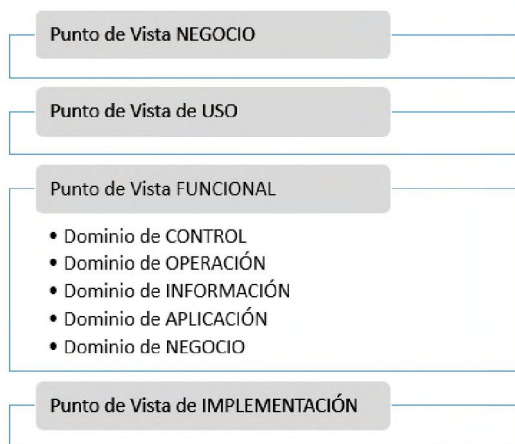 Punto de Vista NEGOCIO
Punto de Vista de USO
Punto de Vista FUNCIONAL
• Dominio de CONTROL
• Dominio de OPERACIÓN
• Dominio de INFORMACIÓN
• Dominio de APLICACIÓN
• Dominio de NEGOCIO
Punto de Vista de IMPLEMENTACIÓN